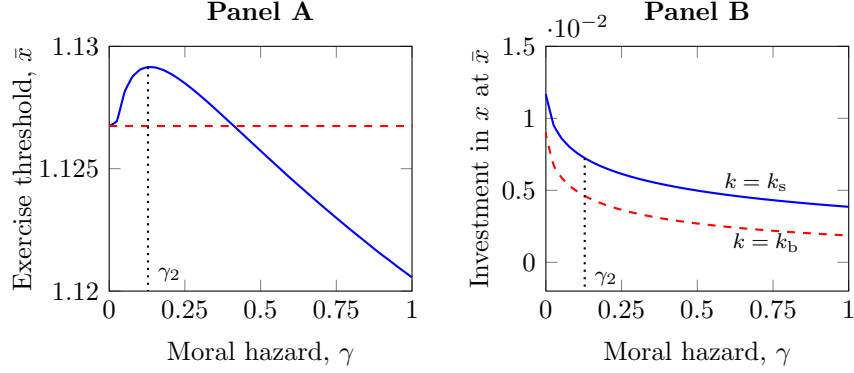 Panel A
1.13
1.125
1.12
Exercise threshold, x̄
γ2
0
0.25
0.5
0.75
1
Moral hazard, γ
Panel B
·10−2
1.5
1
0.5
0
Investment in x at x̄
k = ks
k = kb
γ2
0
0.25
0.5
0.75
1
Moral hazard, γ